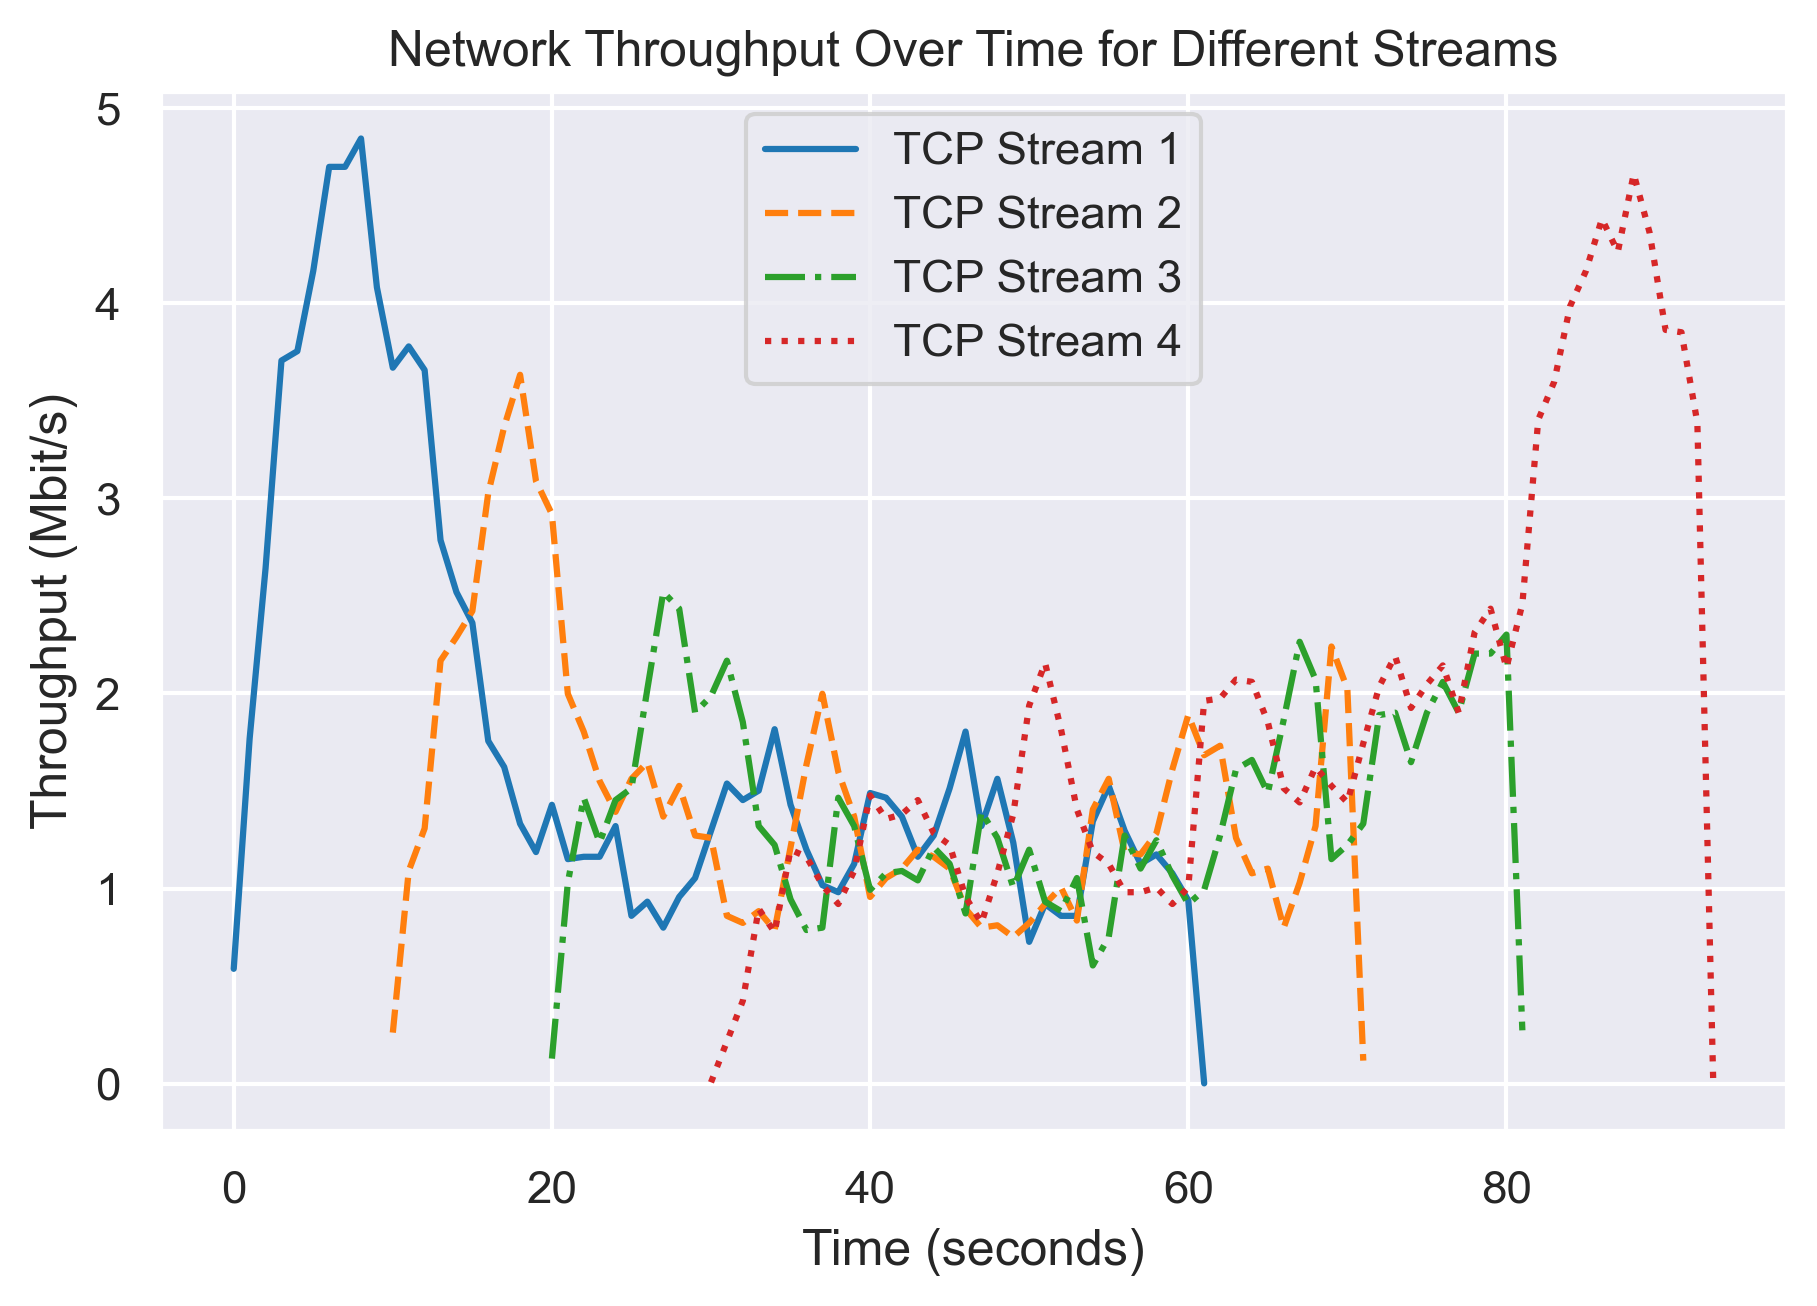 Network Throughput Over Time for Different Streams
5
4
3
2
1
0
Throughput (Mbit/s)
TCP Stream 1
TCP Stream 2
TCP Stream 3
TCP Stream 4
0 20 40 60 80
Time (seconds)